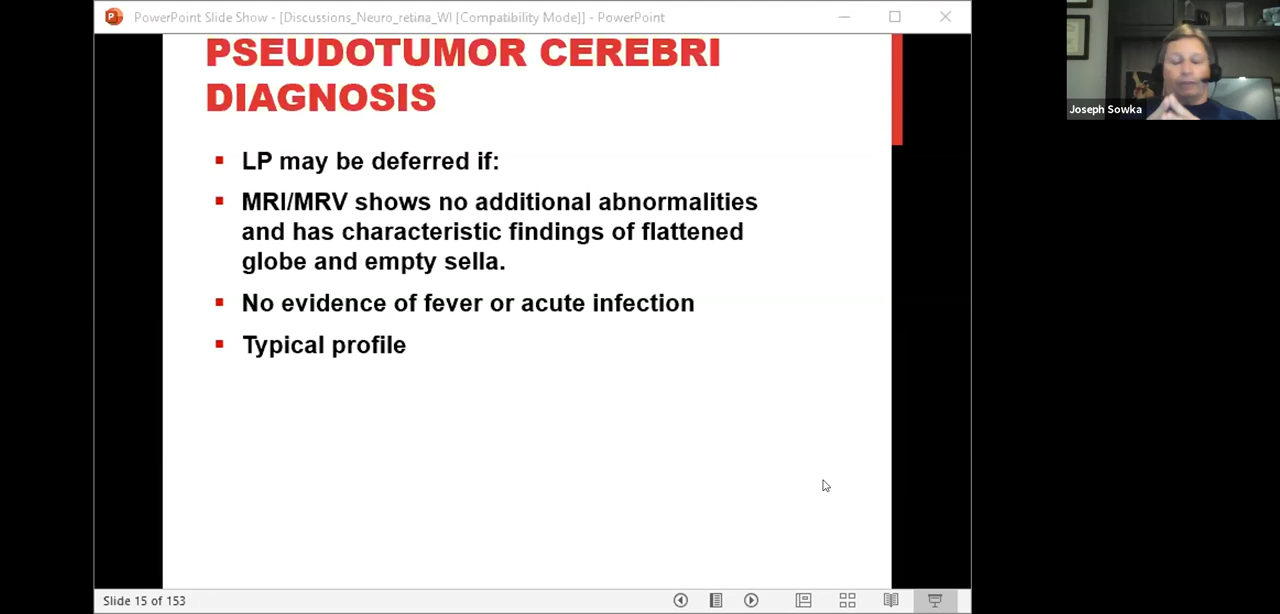 PowerPoint Slide Show - [Discussions_Neuro_retina_WI [Compatibility Mode]] - PowerPoint
PSEUDOTUMOR CEREBRI
DIAGNOSIS
LP may be deferred if:
MRI/MRV shows no additional abnormalities
and has characteristic findings of flattened
globe and empty sella.
No evidence of fever or acute infection
Typical profile
Slide 15 of 153
Joseph Sowka